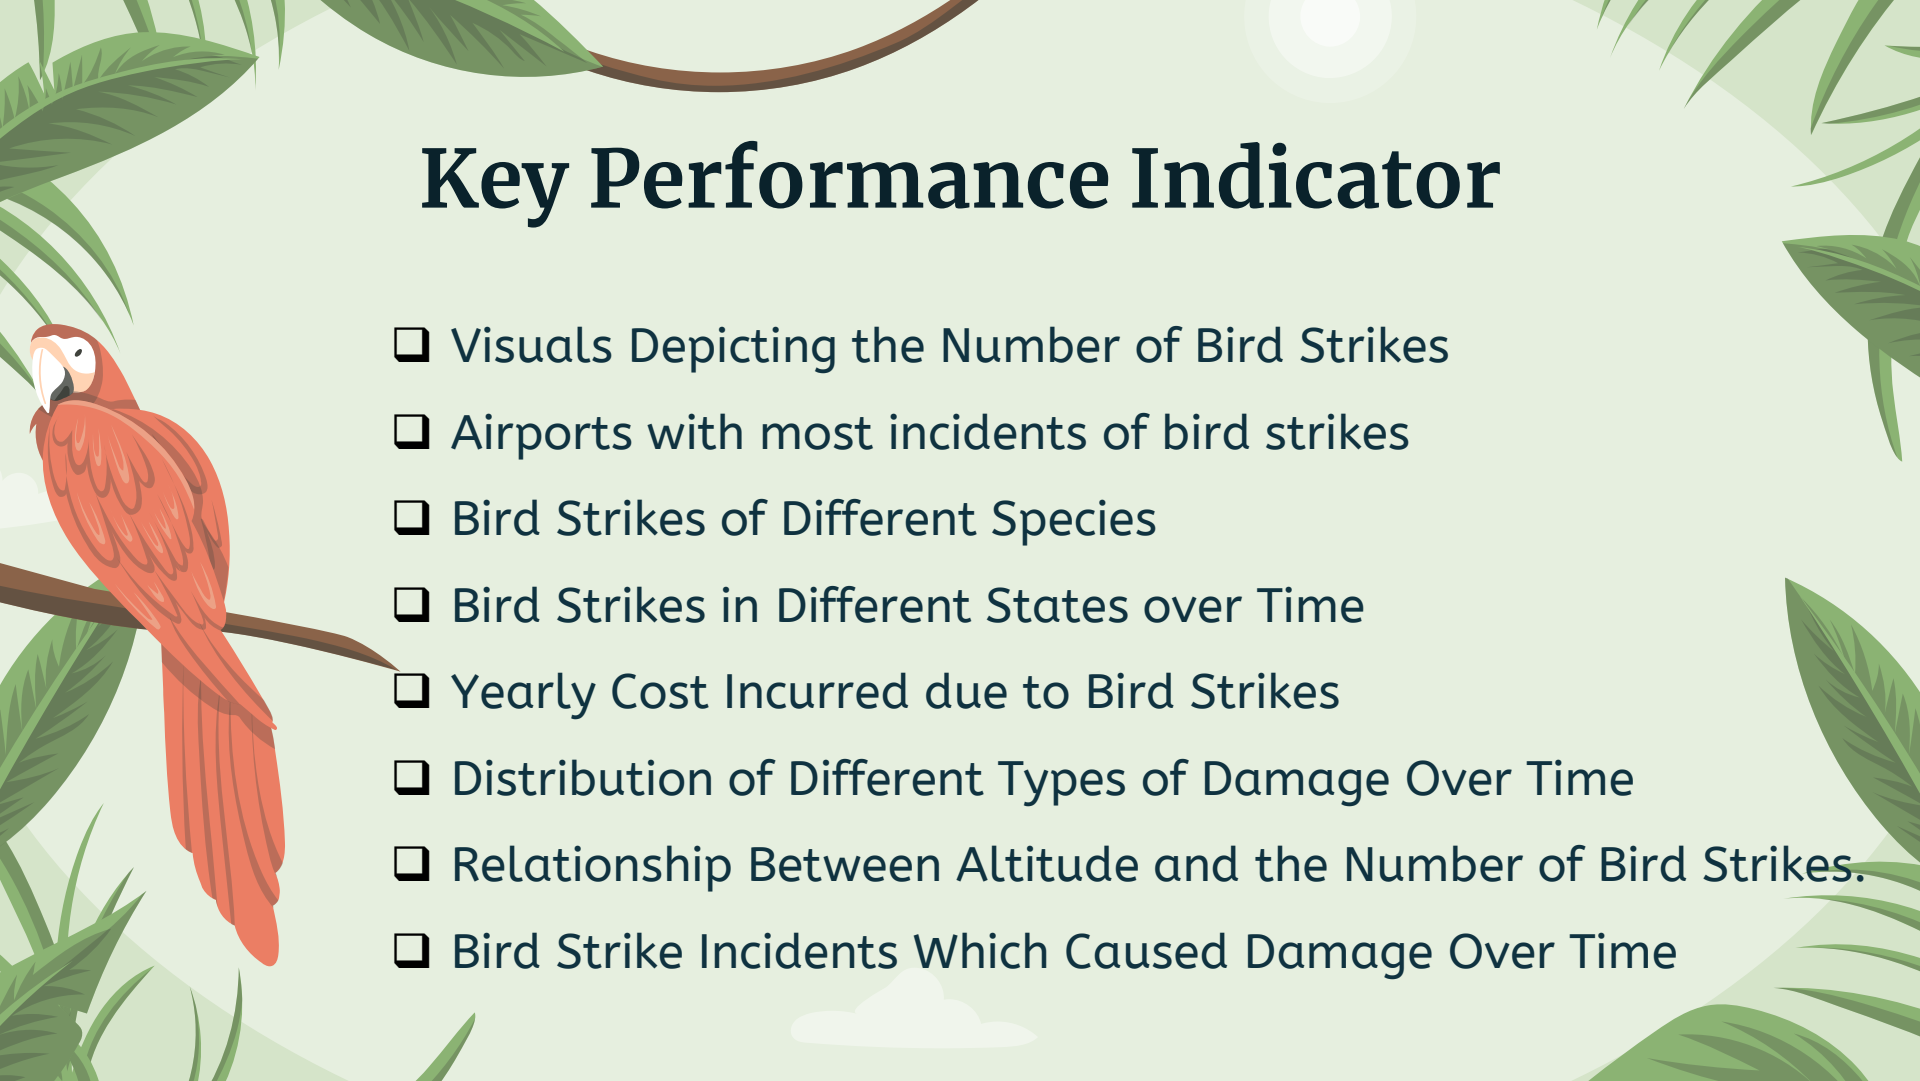 Key Performance Indicator
❑ Visuals Depicting the Number of Bird Strikes
❑ Airports with most incidents of bird strikes
❑ Bird Strikes of Different Species
❑ Bird Strikes in Different States over Time
❑ Yearly Cost Incurred due to Bird Strikes
❑ Distribution of Different Types of Damage Over Time
❑ Relationship Between Altitude and the Number of Bird Strikes.
❑ Bird Strike Incidents Which Caused Damage Over Time